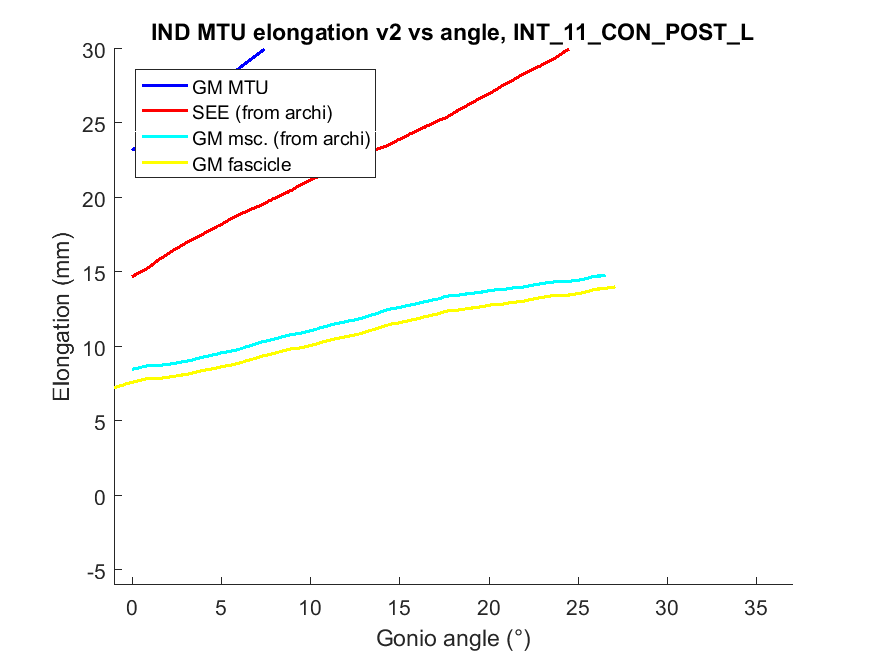 IND MTU elongation v2 vs angle, INT_11_CON_POST_L
GM MTU
SEE (from archi)
GM msc. (from archi)
GM fascicle
30
25
20
15
10
5
0
-5
Elongation (mm)
0 5 10 15 20 25 30 35
Gonio angle (°)